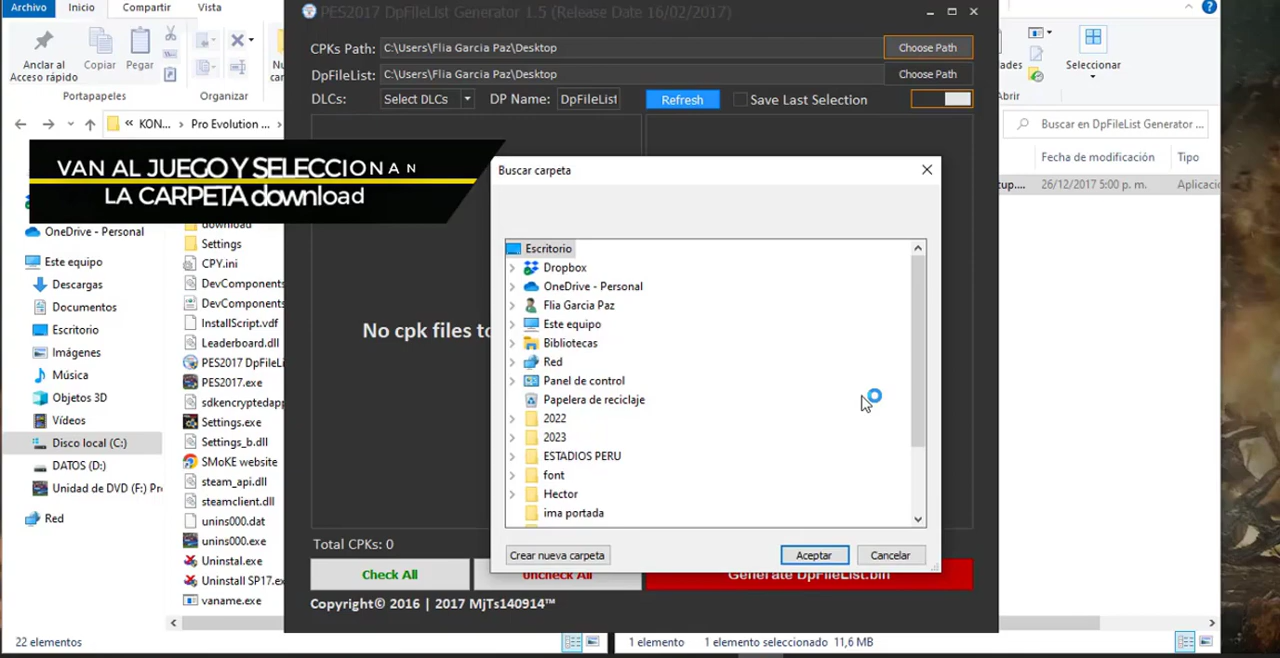 Archivo Inicio Compartir Vista
Anclar al Acceso rápido
Copiar
Pegar
Portapapeles
Organizar
PES2017 DpFileList Generator 1.5 (Release Date 16/02/2017)
CPKs Path: C:\Users\Flia Garcia Paz\Desktop Choose Path
DpFileList: C:\Users\Flia Garcia Paz\Desktop Choose Path
DLCs: Select DLCs DP Name: DpFileList Refresh Save Last Selection
Seleccionar
« KON... > Pro Evolution ... >
Buscar en DpFileList Generator ...
Fecha de modificación Tipo
26/12/2017 5:00 p. m. Aplicació
VAN AL JUEGO Y SELECCIONAN
LA CARPETA download
OneDrive - Personal
Este equipo
Descargas
Documentos
Escritorio
Imágenes
Música
Objetos 3D
Vídeos
Disco local (C:)
DATOS (D:)
Unidad de DVD (F:) Pr
Red
download
Settings
CPY.ini
DevComponents
DevComponents
InstallScript.vdf
Leaderboard.dll
PES2017 DpFileLi
PES2017.exe
sdkencryptedapp
Settings.exe
Settings_b.dll
SMoKE website
steam_api.dll
steamclient.dll
unins000.dat
unins000.exe
Uninstal.exe
Uninstall SP17.ex
vaname.exe
No cpk files to
Buscar carpeta
Escritorio
Dropbox
OneDrive - Personal
Flia Garcia Paz
Este equipo
Bibliotecas
Red
Panel de control
Papelera de reciclaje
2022
2023
ESTADIOS PERU
font
Hector
ima portada
Crear nueva carpeta Aceptar Cancelar
Total CPKs: 0
Check All Uncheck All Generate DpFileList.bin
Copyright© 2016 | 2017 MjTs140914™
22 elementos
1 elemento 1 elemento seleccionado 11,6 MB